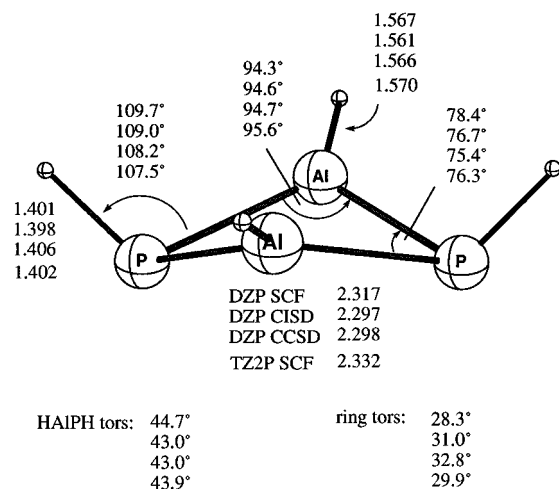 1.567
1.561
1.566
1.570
94.3°
94.6°
94.7°
95.6°
109.7°
109.0°
108.2°
107.5°
78.4°
76.7°
75.4°
76.3°
Al
1.401
1.398
1.406
1.402
Al
P
P
DZP SCF 2.317
DZP CISD 2.297
DZP CCSD 2.298
TZ2P SCF 2.332
HAlPH tors: 44.7°
43.0°
43.0°
43.9°
ring tors: 28.3°
31.0°
32.8°
29.9°